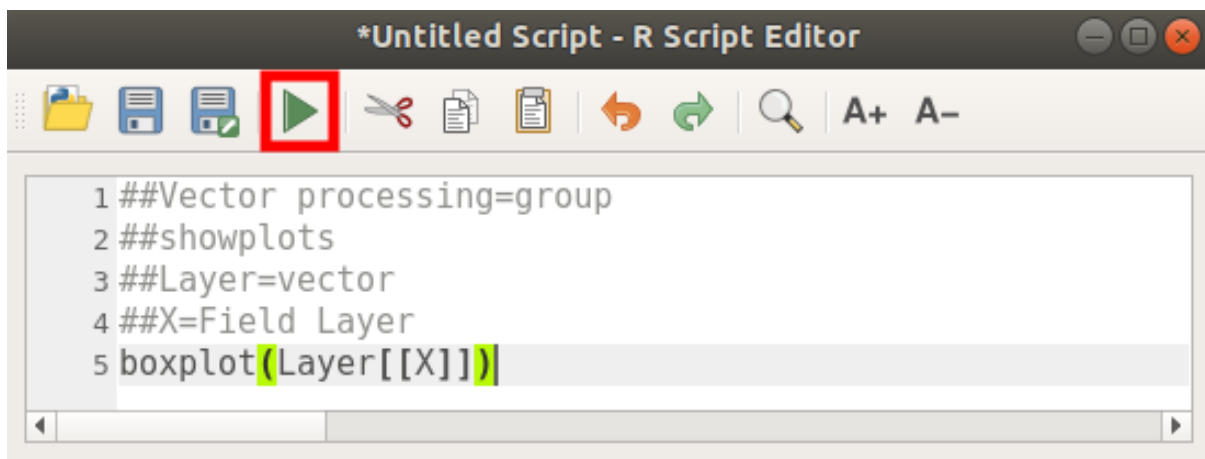 *Untitled Script - R Script Editor
A+ A-
1 ##Vector processing=group
2 ##showplots
3 ##Layer=vector
4 ##X=Field Layer
5 boxplot(Layer[[X]])